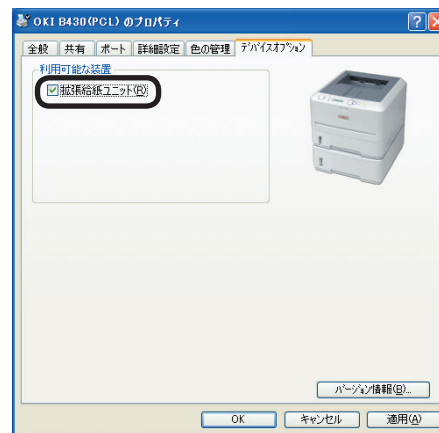 OKI B430(PCL) のプロパティ
全般 共有 ポート 詳細設定 色の管理 デバイスオプション
利用可能な装置
拡張給紙ユニット(R)
バージョン情報(B)...
OK キャンセル 適用(A)